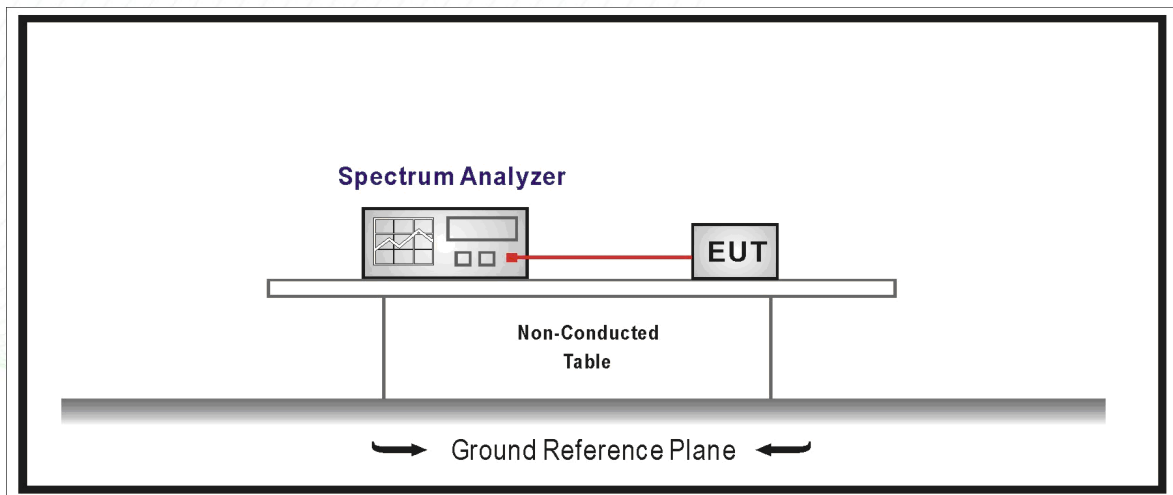 Spectrum Analyzer
EUT
Non-Conducted
Table
Ground Reference Plane